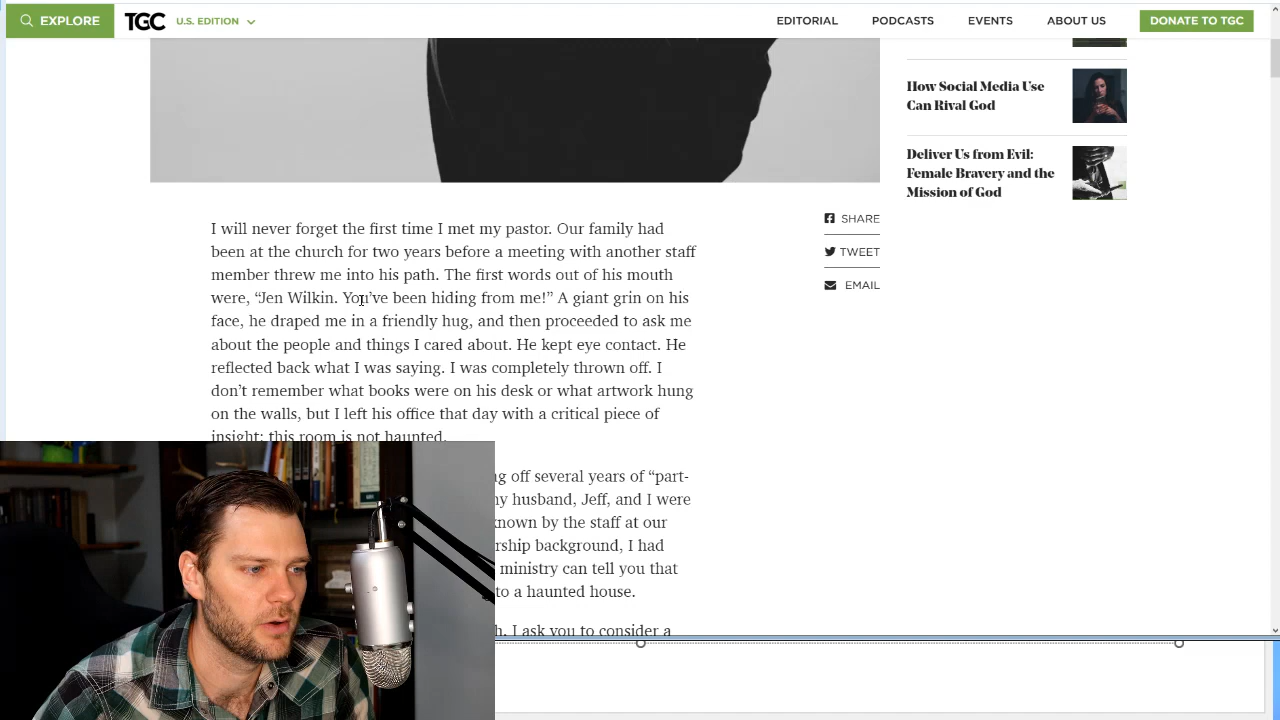 EXPLORE
TGC
U.S. EDITION
EDITORIAL
PODCASTS
EVENTS
ABOUT US
DONATE TO TGC
How Social Media Use
Can Rival God
Deliver Us from Evil:
Female Bravery and the
Mission of God
SHARE
TWEET
EMAIL
I will never forget the first time I met my pastor. Our family had
been at the church for two years before a meeting with another staff
member threw me into his path. The first words out of his mouth
were, “Jen Wilkin. You’ve been hiding from me!” A giant grin on his
face, he draped me in a friendly hug, and then proceeded to ask me
about the people and things I cared about. He kept eye contact. He
reflected back what I was saying. I was completely thrown off. I
don’t remember what books were on his desk or what artwork hung
on the walls, but I left his office that day with a critical piece of
insight: this room is not haunted.
off several years of “part-
husband, Jeff, and I were
known by the staff at our
background, I had
ministry can tell you that
to a haunted house.
I ask you to consider a